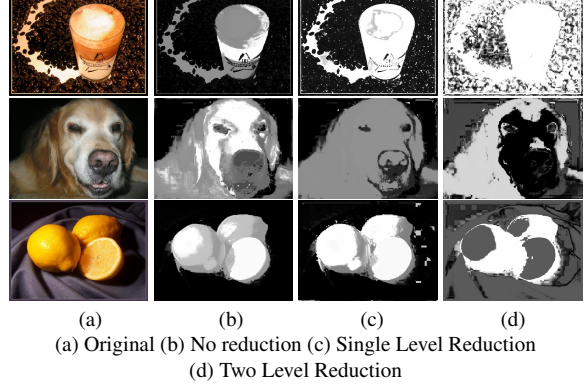 (a) (b) (c) (d)
(a) Original (b) No reduction (c) Single Level Reduction
(d) Two Level Reduction